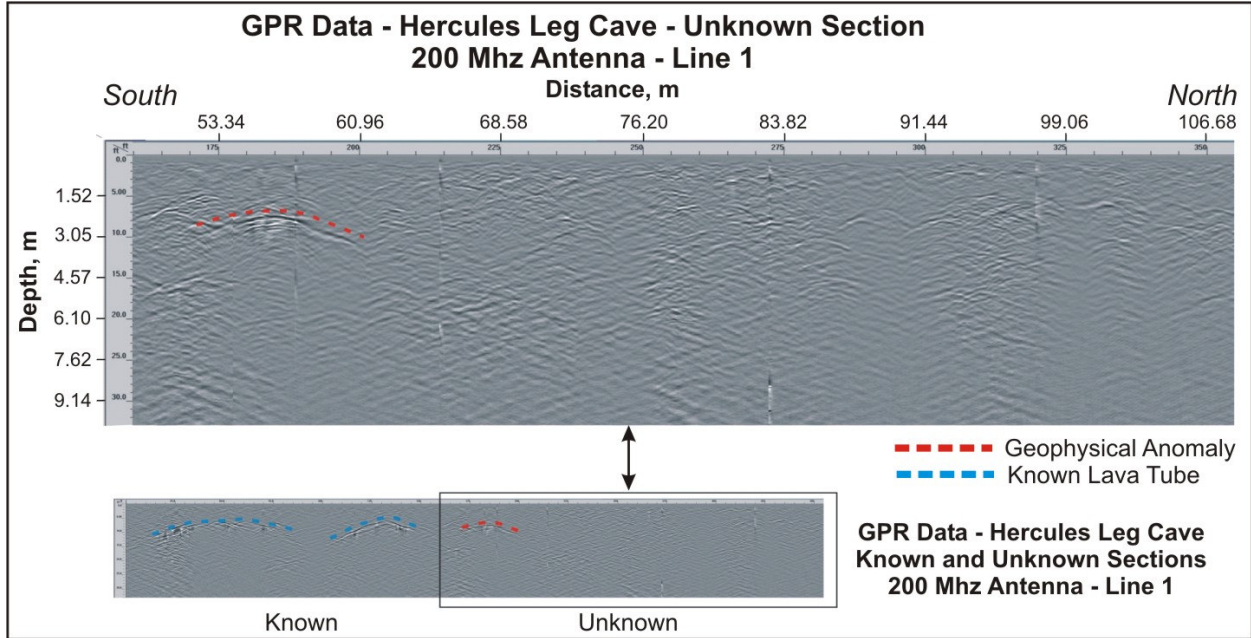 GPR Data - Hercules Leg Cave - Unknown Section
200 Mhz Antenna - Line 1
Distance, m
South
North
53.34 60.96 68.58 76.20 83.82 91.44 99.06 106.68
175 200 225 250 275 300 325 350
Depth, m
1.52
3.05
4.57
6.10
7.62
9.14
0.0
5.00
10.0
15.0
20.0
25.0
30.0
Geophysical Anomaly
Known Lava Tube
GPR Data - Hercules Leg Cave
Known and Unknown Sections
200 Mhz Antenna - Line 1
Known
Unknown